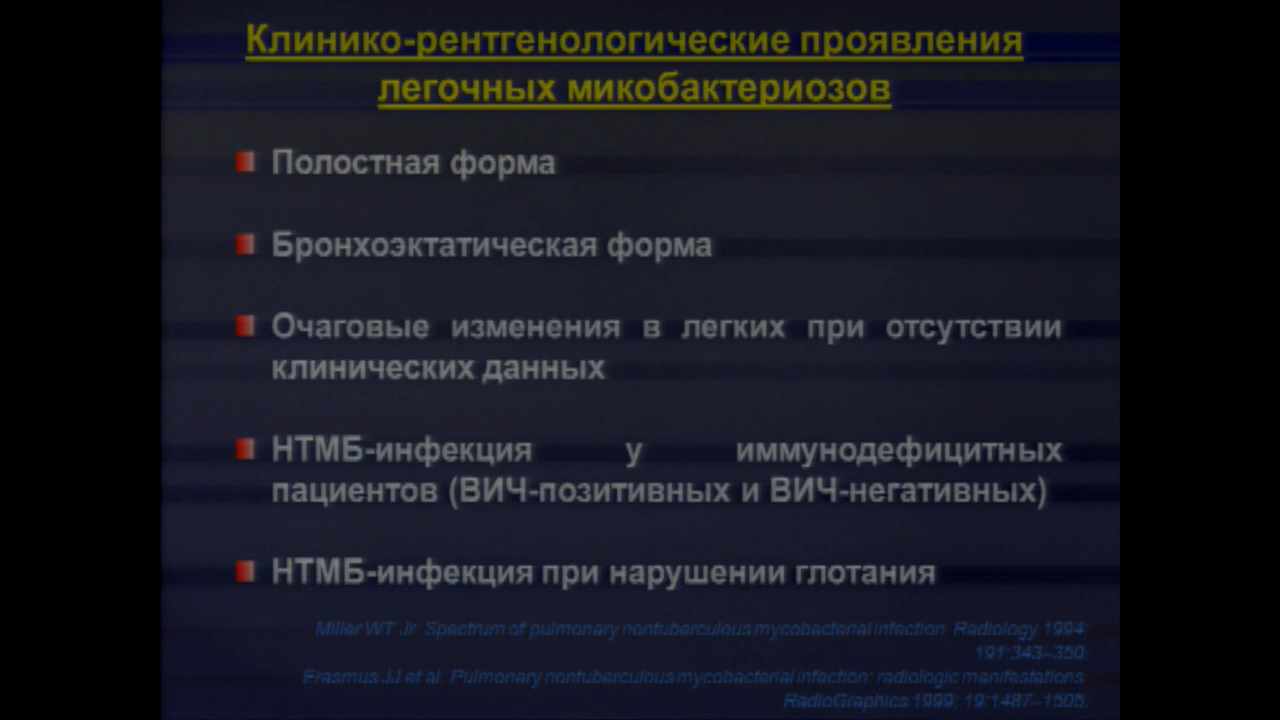 Клинико-рентгенологические проявления
легочных микобактериозов
Полостная форма
Бронхоэктатическая форма
Очаговые изменения в легких при отсутствии
клинических данных
НТМБ-инфекция у иммунодефицитных
пациентов (ВИЧ-позитивных и ВИЧ-негативных)
НТМБ-инфекция при нарушении глотания
Miller WT Jr. Spectrum of pulmonary nontuberculous mycobacterial infection. Radiology 1994;
191:343–350.
Erasmus JJ et al. Pulmonary nontuberculous mycobacterial infection: radiologic manifestations.
RadioGraphics 1999; 19:1487–1505.